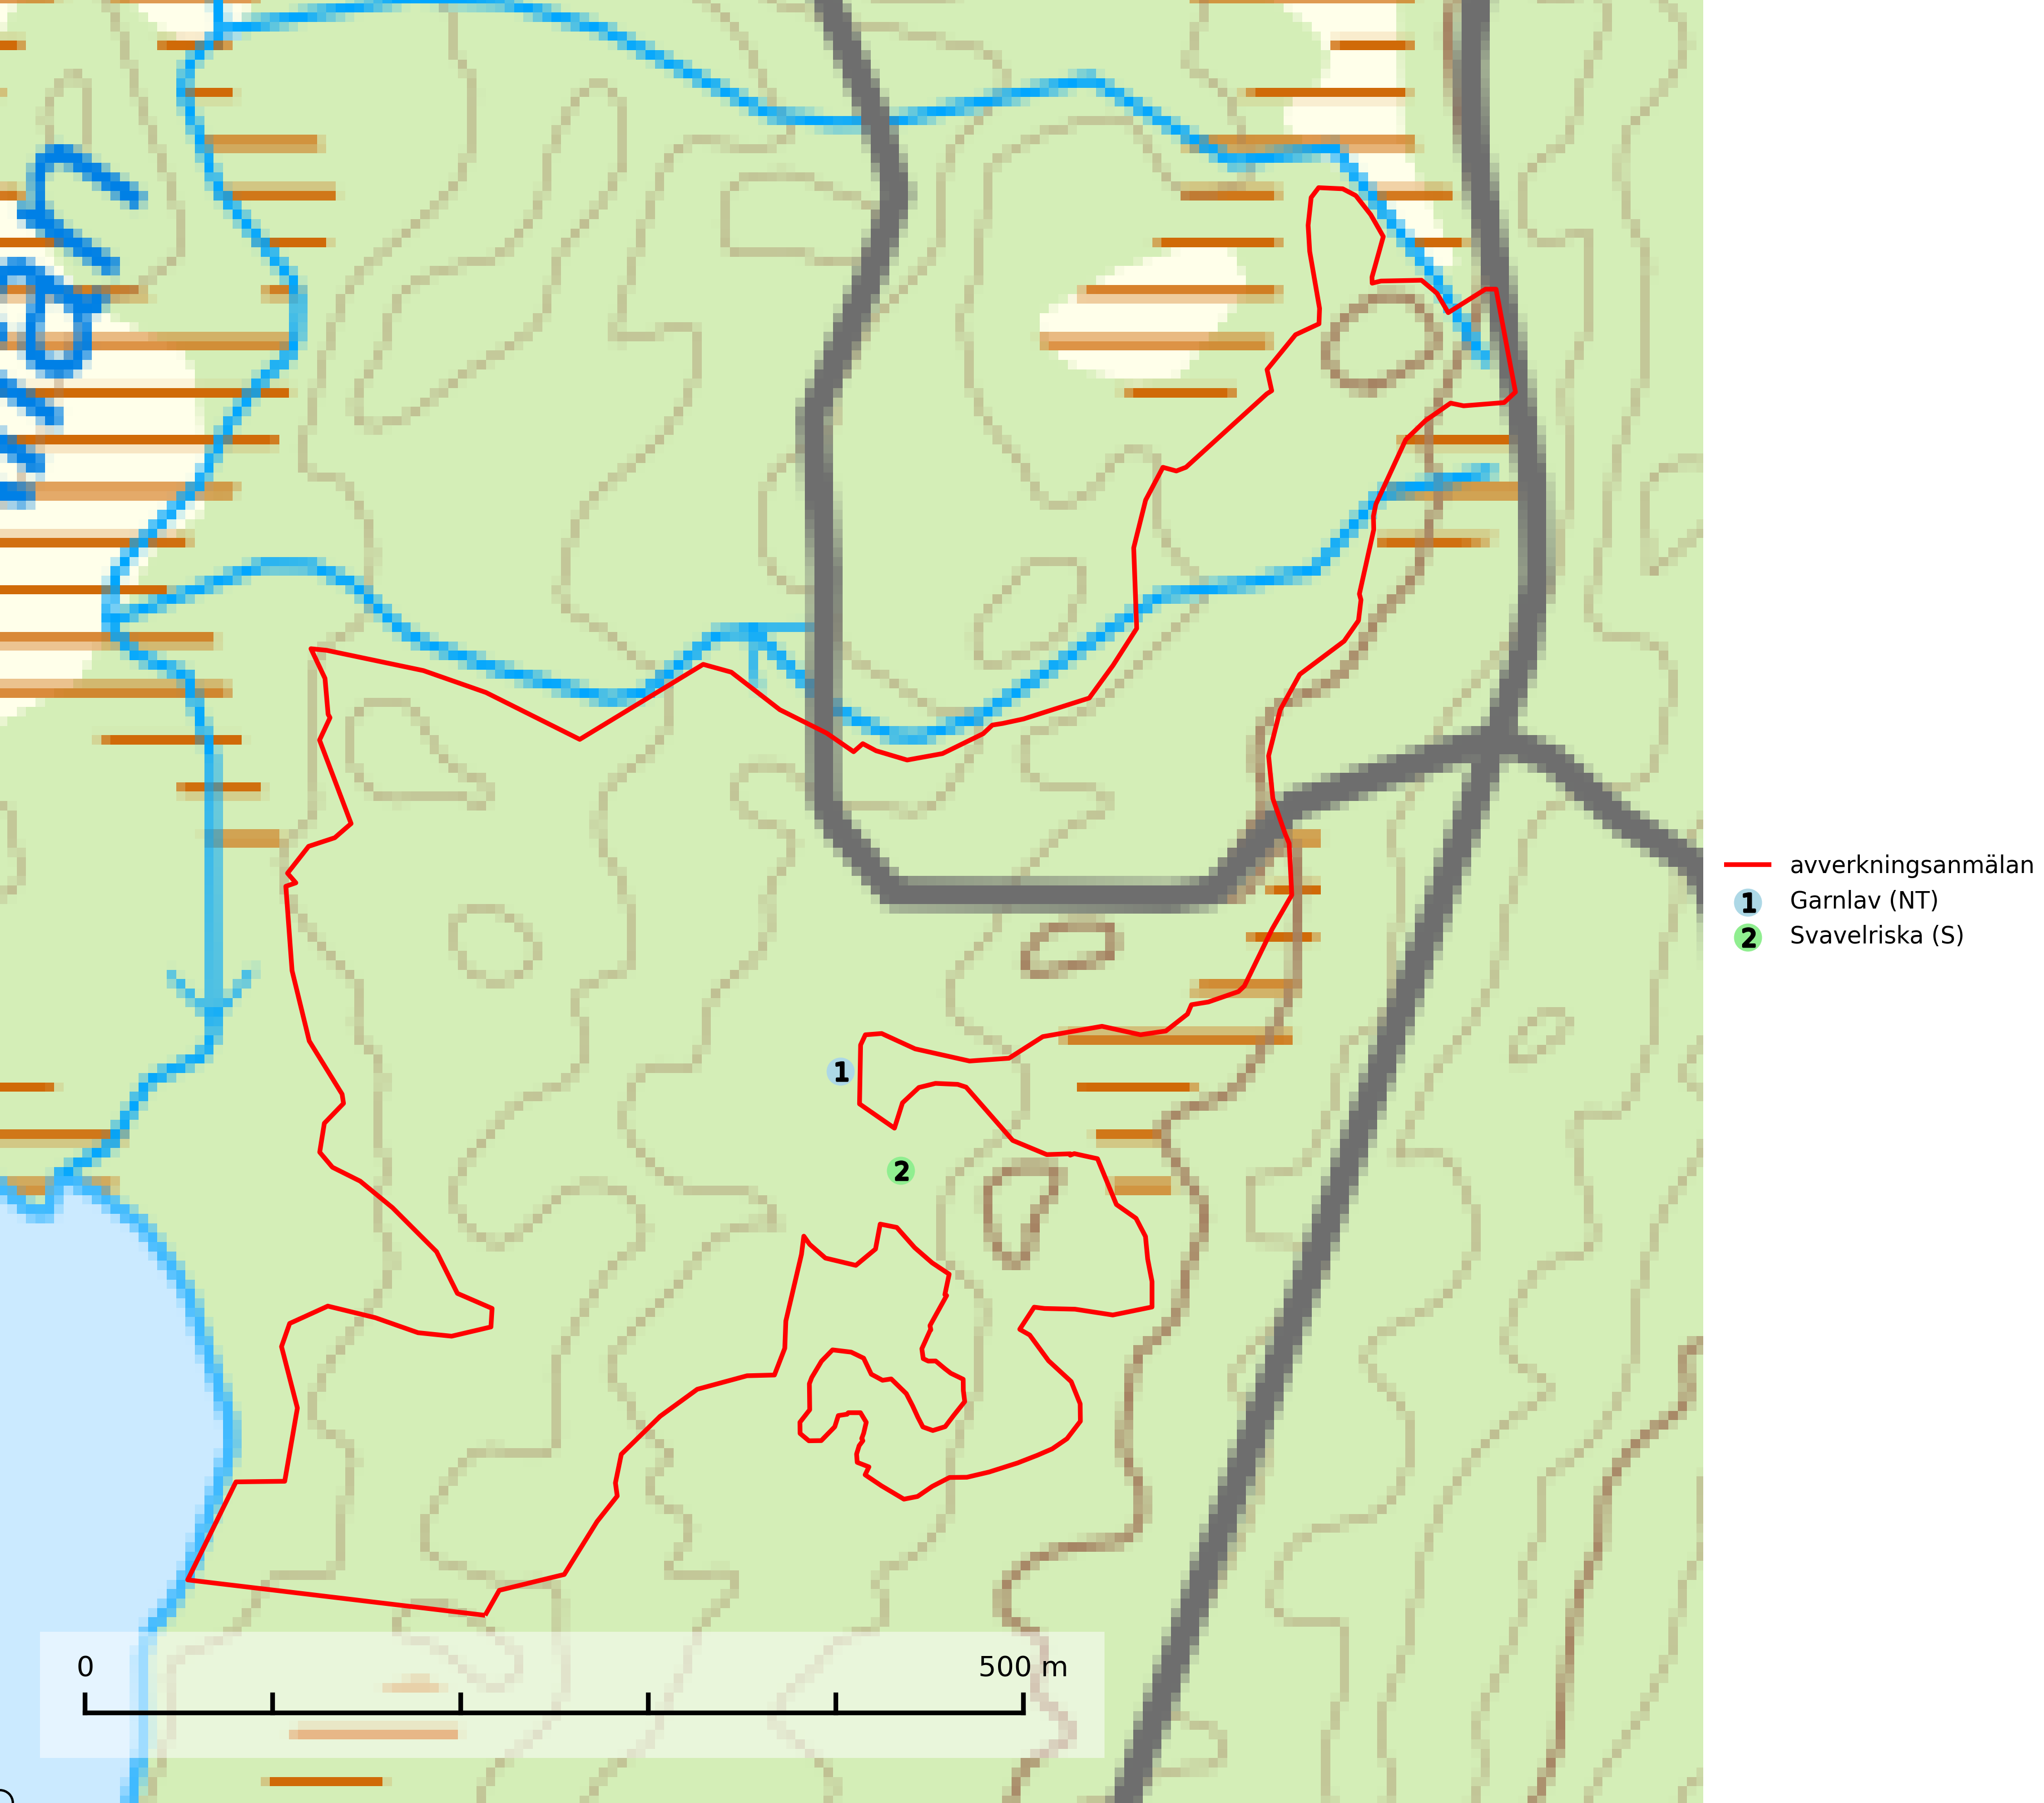 avverkningsanmälan
1 Garnlav (NT)
2 Svavelriska (S)
1
2
0 500 m